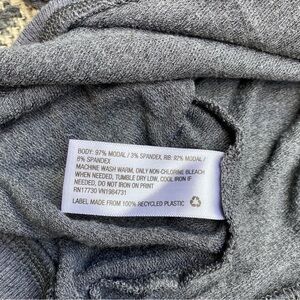 BODY: 97% MODAL / 3% SPANDEX, RIB: 92% MODAL /
8% SPANDEX
MACHINE WASH WARM, ONLY NON-CHLORINE BLEACH
WHEN NEEDED, TUMBLE DRY LOW, COOL IRON IF
NEEDED, DO NOT IRON ON PRINT
RN17730 VN1984731
LABEL MADE FROM 100% RECYCLED PLASTIC